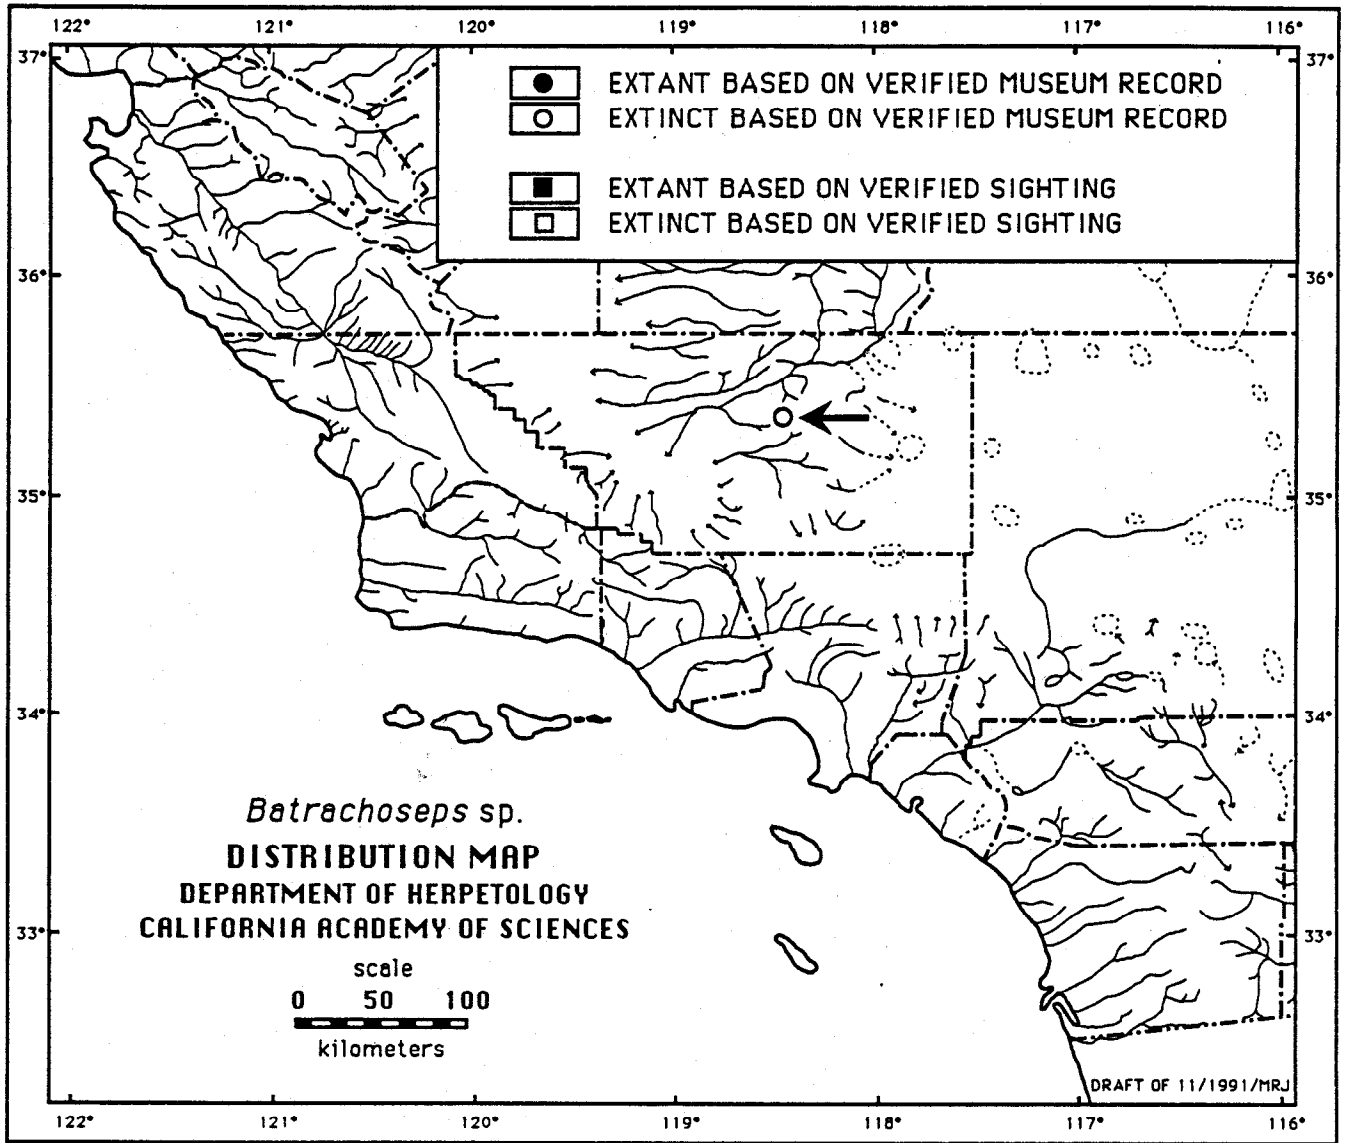 122° 121° 120° 119° 118° 117° 116°
37° 37°
EXTANT BASED ON VERIFIED MUSEUM RECORD
EXTINCT BASED ON VERIFIED MUSEUM RECORD
EXTANT BASED ON VERIFIED SIGHTING
EXTINCT BASED ON VERIFIED SIGHTING
36° 36°
35° 35°
34° 34°
Batrachoseps sp.
DISTRIBUTION MAP
DEPARTMENT OF HERPETOLOGY
CALIFORNIA ACADEMY OF SCIENCES
33° 33°
scale
0 50 100
kilometers
DRAFT OF 11/1991/MRJ
122° 121° 120° 119° 118° 117° 116°